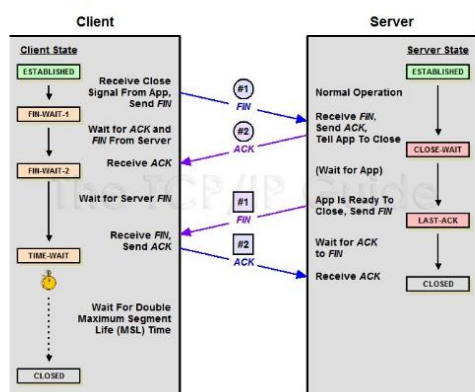 Client
Server
Client State
Server State
ESTABLISHED
ESTABLISHED
Receive Close
Signal From App,
Send FIN
#1
FIN
Normal Operation
FIN-WAIT-1
Wait for ACK and
FIN From Server
#2
ACK
Receive FIN,
Send ACK,
Tell App To Close
CLOSE-WAIT
Receive ACK
FIN-WAIT-2
(Wait for App)
The TCP/IP Guide
Wait for Server FIN
#1
FIN
App Is Ready To
Close, Send FIN
LAST-ACK
Receive FIN,
Send ACK
#2
ACK
Wait for ACK
to FIN
TIME-WAIT
Receive ACK
CLOSED
Wait For Double
Maximum Segment
Life (MSL) Time
CLOSED